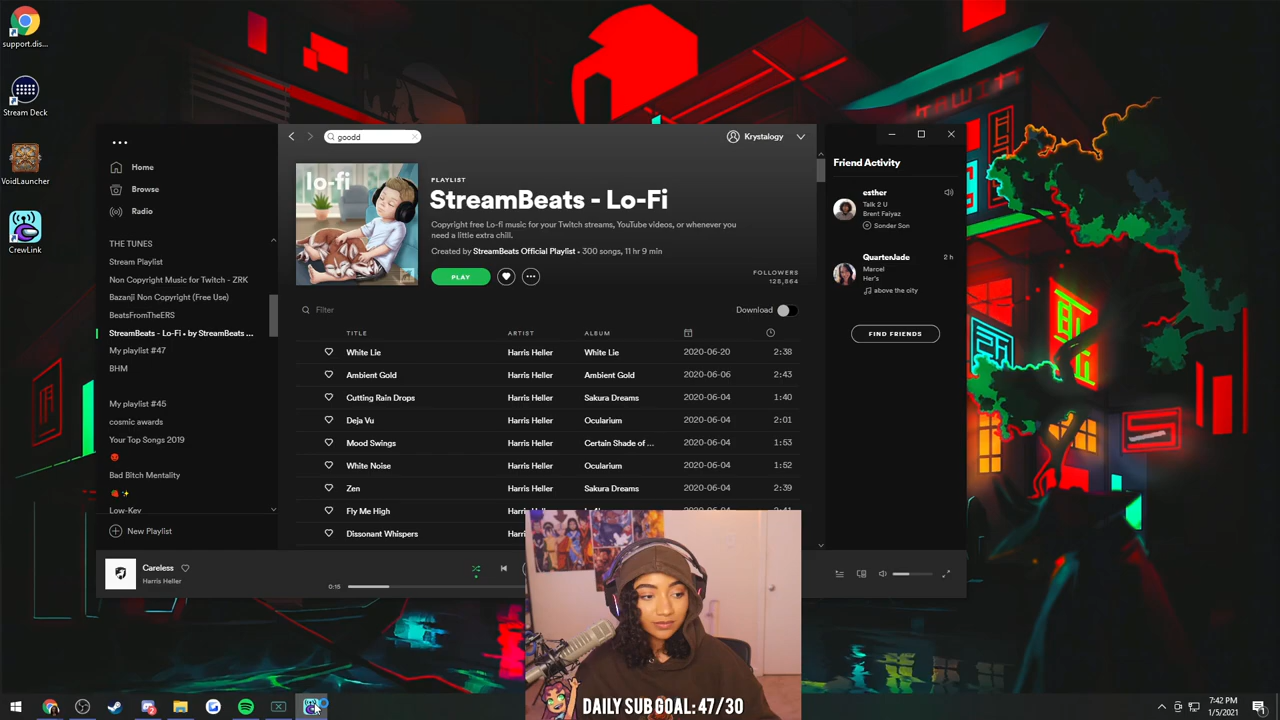 support.dis...
Stream Deck
VoidLauncher
CrewLink
Home
Browse
Radio
THE TUNES
Stream Playlist
Non Copyright Music for Twitch - ZRK
Bazanji Non Copyright (Free Use)
BeatsFromTheERS
StreamBeats - Lo-Fi • by StreamBeats ...
My playlist #47
BHM
My playlist #45
cosmic awards
Your Top Songs 2019
Bad Bitch Mentality
Low-Key
New Playlist
goodd
Krystalogy
lo-fi
PLAYLIST
StreamBeats - Lo-Fi
Copyright free Lo-fi music for your Twitch streams, YouTube videos, or whenever you
need a little extra chill.
Created by StreamBeats Official Playlist • 300 songs, 11 hr 9 min
PLAY
FOLLOWERS
128,864
Filter
Download
TITLE ARTIST ALBUM
White Lie Harris Heller White Lie 2020-06-20 2:38
Ambient Gold Harris Heller Ambient Gold 2020-06-06 2:43
Cutting Rain Drops Harris Heller Sakura Dreams 2020-06-04 1:40
Deja Vu Harris Heller Ocularium 2020-06-04 2:01
Mood Swings Harris Heller Certain Shade of ... 2020-06-04 1:53
White Noise Harris Heller Ocularium 2020-06-04 1:52
Zen Harris Heller Sakura Dreams 2020-06-04 2:39
Fly Me High Harris Heller
Dissonant Whispers Harris Heller
Friend Activity
esther
Talk 2 U
Brent Faiyaz
Sonder Son
QuarterJade 2 h
Marcel
Her's
above the city
FIND FRIENDS
Careless
Harris Heller
0:15
DAILY SUB GOAL: 47/30
7:42 PM
1/5/2021